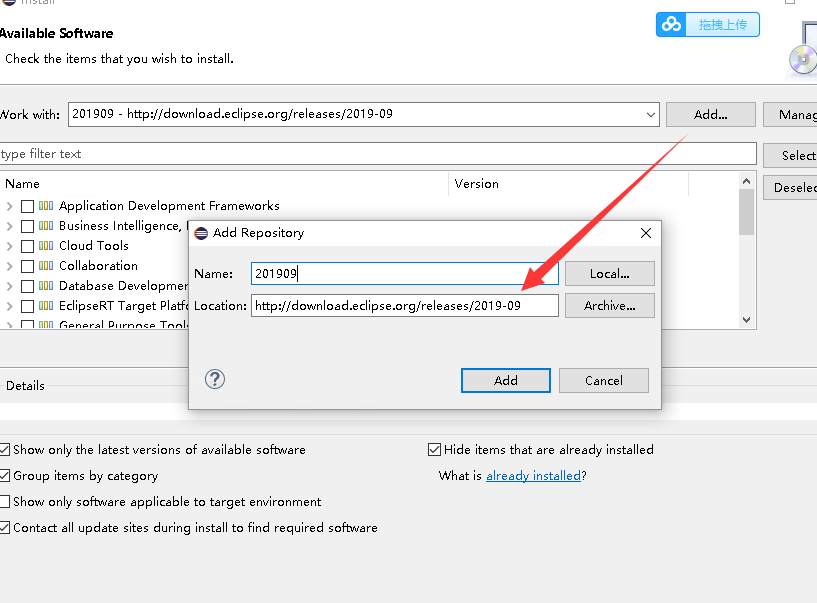 Install
Available Software
拖拽上传
Check the items that you wish to install.
Work with:
201909 - http://download.eclipse.org/releases/2019-09
Add...
Manag
type filter text
Select
Name
Version
Deselec
Application Development Frameworks
Business Intelligence,
Cloud Tools
Collaboration
Database Developmen
EclipseRT Target Platf
General Purpose Tools
Add Repository
Name:
201909
Local...
Location:
http://download.eclipse.org/releases/2019-09
Archive...
?
Add
Cancel
Details
Show only the latest versions of available software
Hide items that are already installed
Group items by category
What is already installed?
Show only software applicable to target environment
Contact all update sites during install to find required software